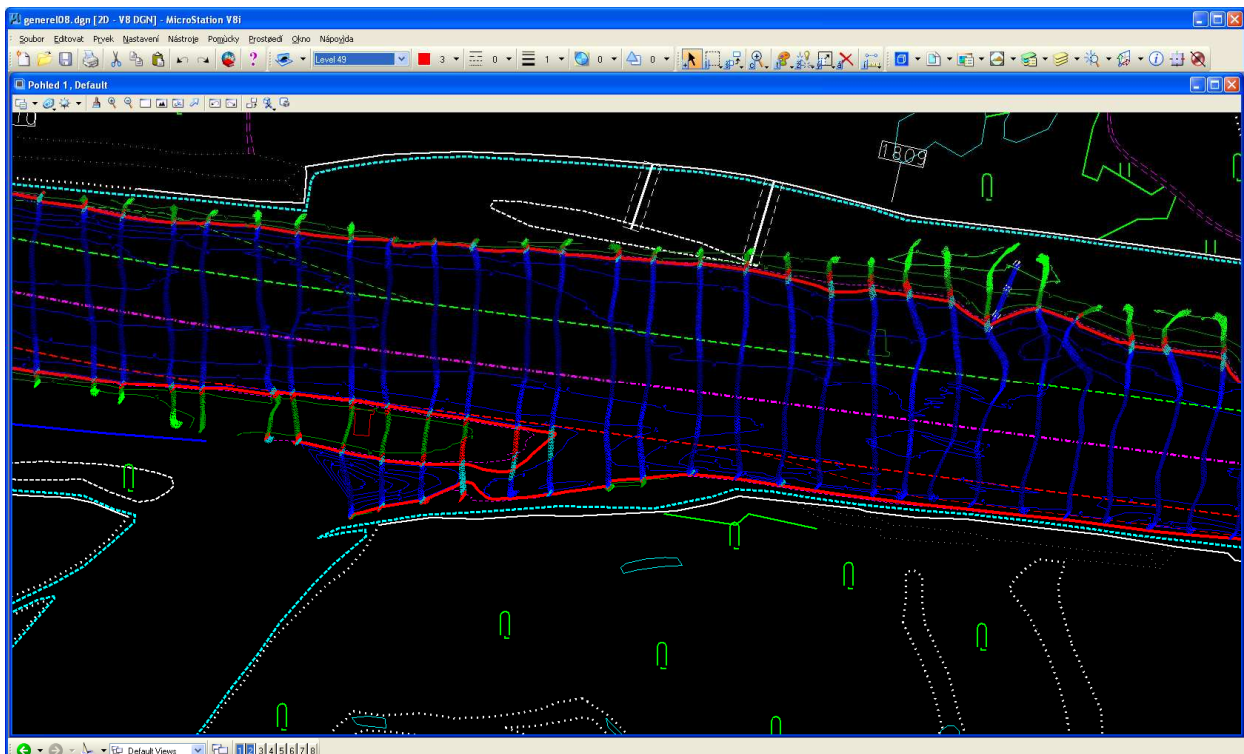 generel08.dgn [2D - V8 DGN] - MicroStation V8i
Soubor Editovat Prvek Nastavení Nástroje Pomůcky Prostředí Okno Nápověda
Level 49 3 0 1 0 0
Pohled 1, Default
10
1809
Default Views 1 2 3 4 5 6 7 8